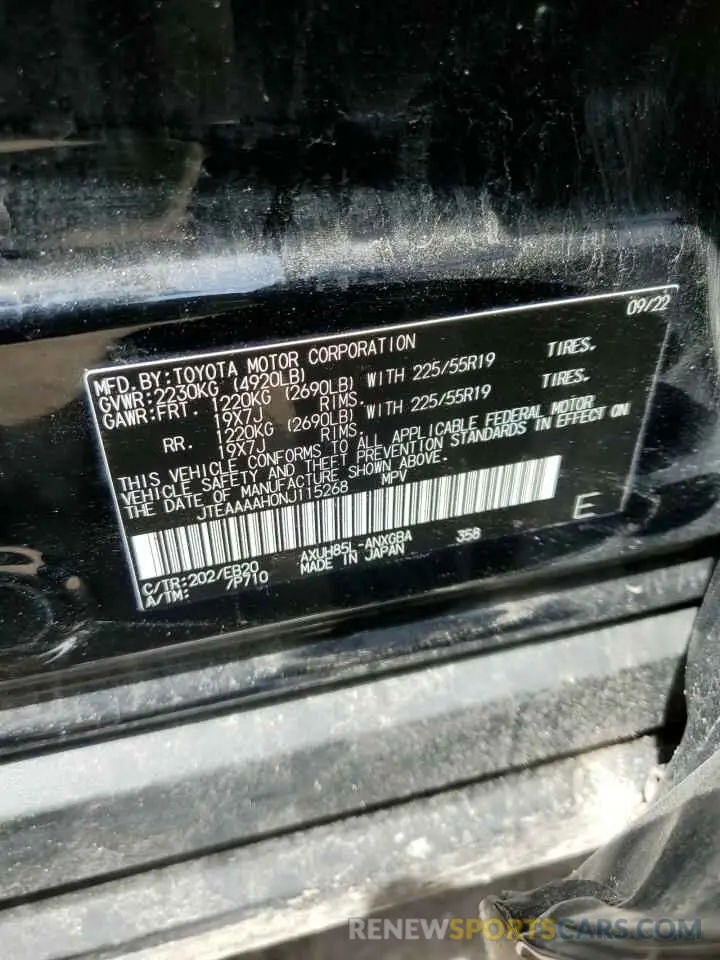 09/22
MFD. BY: TOYOTA MOTOR CORPORATION
GVWR: 2230KG (4920LB)
GAWR: FRT. 1220KG (2690LB) WITH 225/55R19 TIRES.
19X7J RIMS.
RR. 1220KG (2690LB) WITH 225/55R19 TIRES.
19X7J RIMS.
THIS VEHICLE CONFORMS TO ALL APPLICABLE FEDERAL MOTOR
VEHICLE SAFETY AND THEFT PREVENTION STANDARDS IN EFFECT ON
THE DATE OF MANUFACTURE SHOWN ABOVE.
JTEAAAAH0NJ115268 MPV
E
C/TR: 202/EB20 AXUH85L-ANXGBA 358
A/TM: 7P710 MADE IN JAPAN
RENEWSPORTSCARS.COM